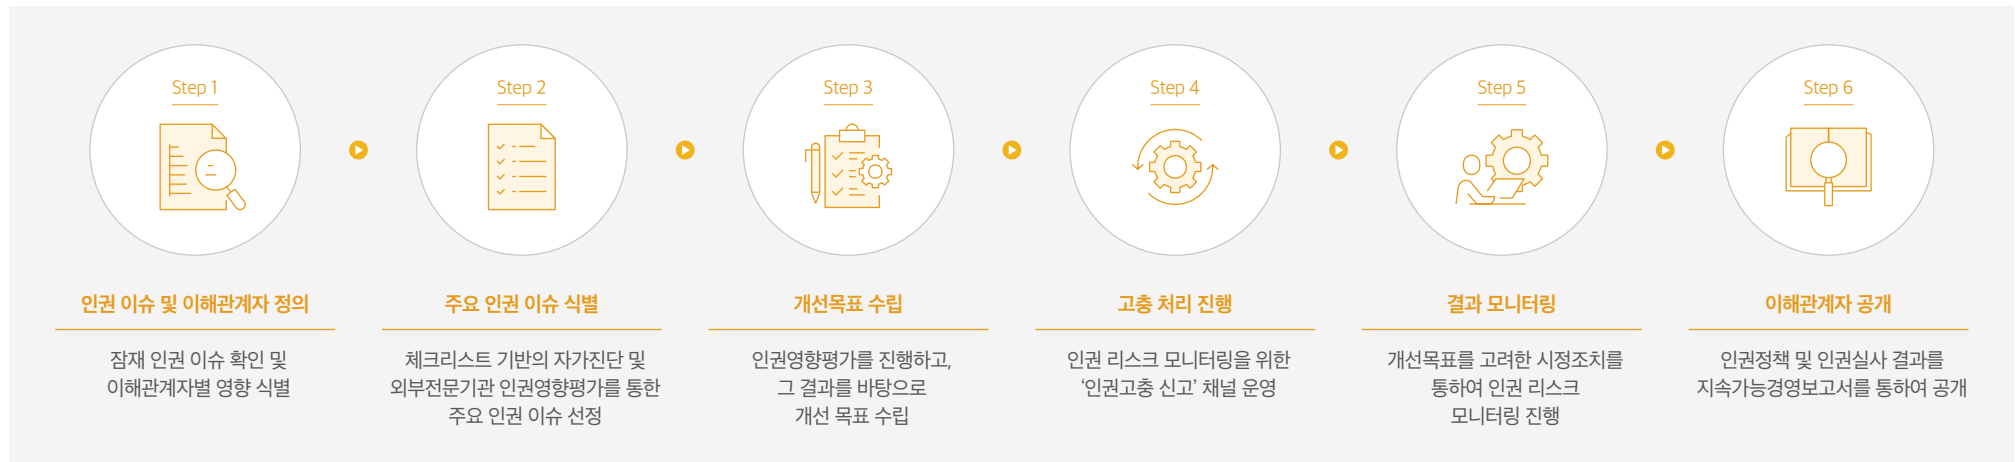 Step 1
인권 이슈 및 이해관계자 정의
잠재 인권 이슈 확인 및
이해관계자별 영향 식별
Step 2
주요 인권 이슈 식별
체크리스트 기반의 자가진단 및
외부전문기관 인권영향평가를 통한
주요 인권 이슈 선정
Step 3
개선목표 수립
인권영향평가를 진행하고,
그 결과를 바탕으로
개선 목표 수립
Step 4
고충 처리 진행
인권 리스크 모니터링을 위한
‘인권고충 신고’ 채널 운영
Step 5
결과 모니터링
개선목표를 고려한 시정조치를
통하여 인권 리스크
모니터링 진행
Step 6
이해관계자 공개
인권정책 및 인권실사 결과를
지속가능경영보고서를 통하여 공개